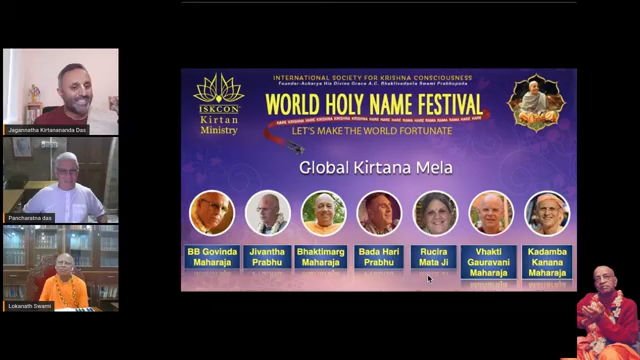 INTERNATIONAL SOCIETY FOR KRISHNA CONSCIOUSNESS
Founder-Acharya His Divine Grace A.C. Bhaktivedanta Swami Prabhupada
ISKCON
Kirtan
Ministry
WORLD HOLY NAME FESTIVAL
LET'S MAKE THE WORLD FORTUNATE
Global Kirtana Mela
BB Govinda
Maharaja
Jivantha
Prabhu
Bhaktimarg
Maharaja
Bada Hari
Prabhu
Rucira
Mata Ji
Vhakti
Gauravani
Maharaja
Kadamba
Kanana
Maharaja
Jagannatha Kirtanananda Das
Pancharatna das
Lokanath Swami